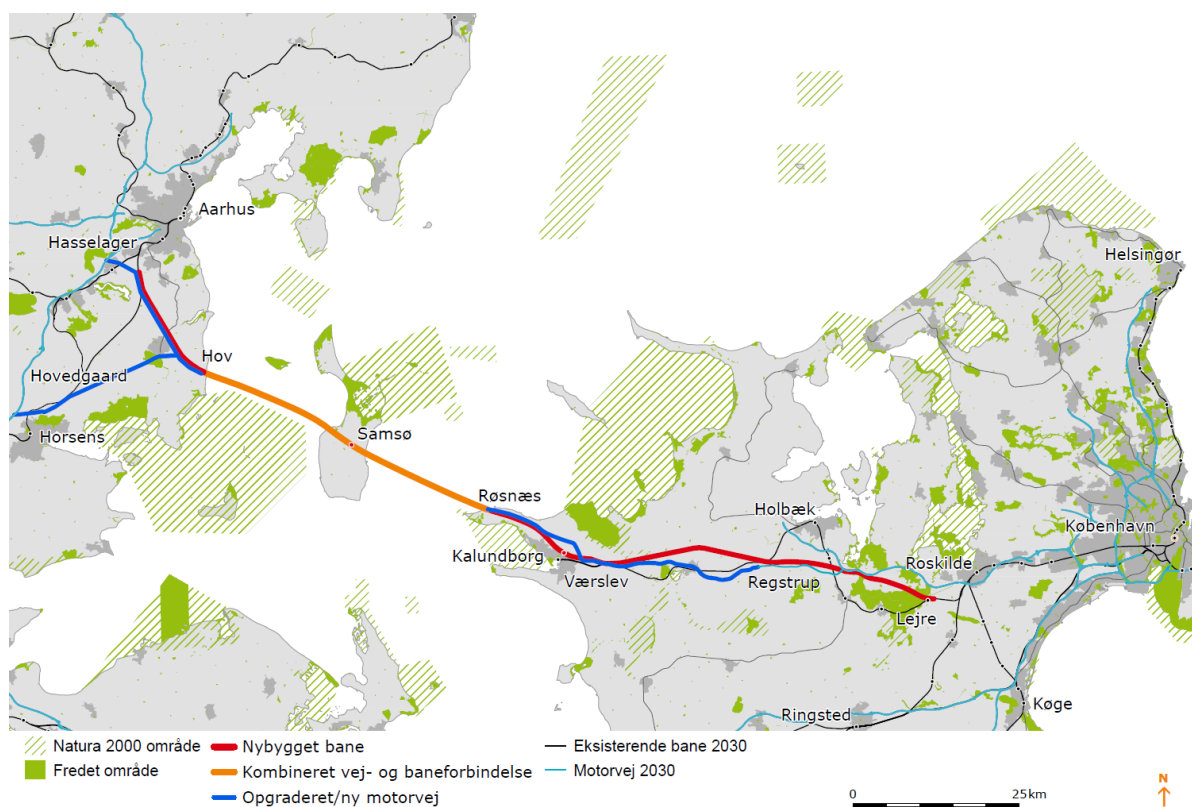 Helsingør
Aarhus
Hasselager
Hov
Hovedgaard
Horsens
Samsø
Røsnæs
Holbæk
København
Kalundborg
Roskilde
Værslev
Regstrup
Lejre
Køge
Ringsted
Natura 2000 område
Nybygget bane
Eksisterende bane 2030
Fredet område
Kombineret vej- og baneforbindelse
Motorvej 2030
Opgraderet/ny motorvej
0 25km
N